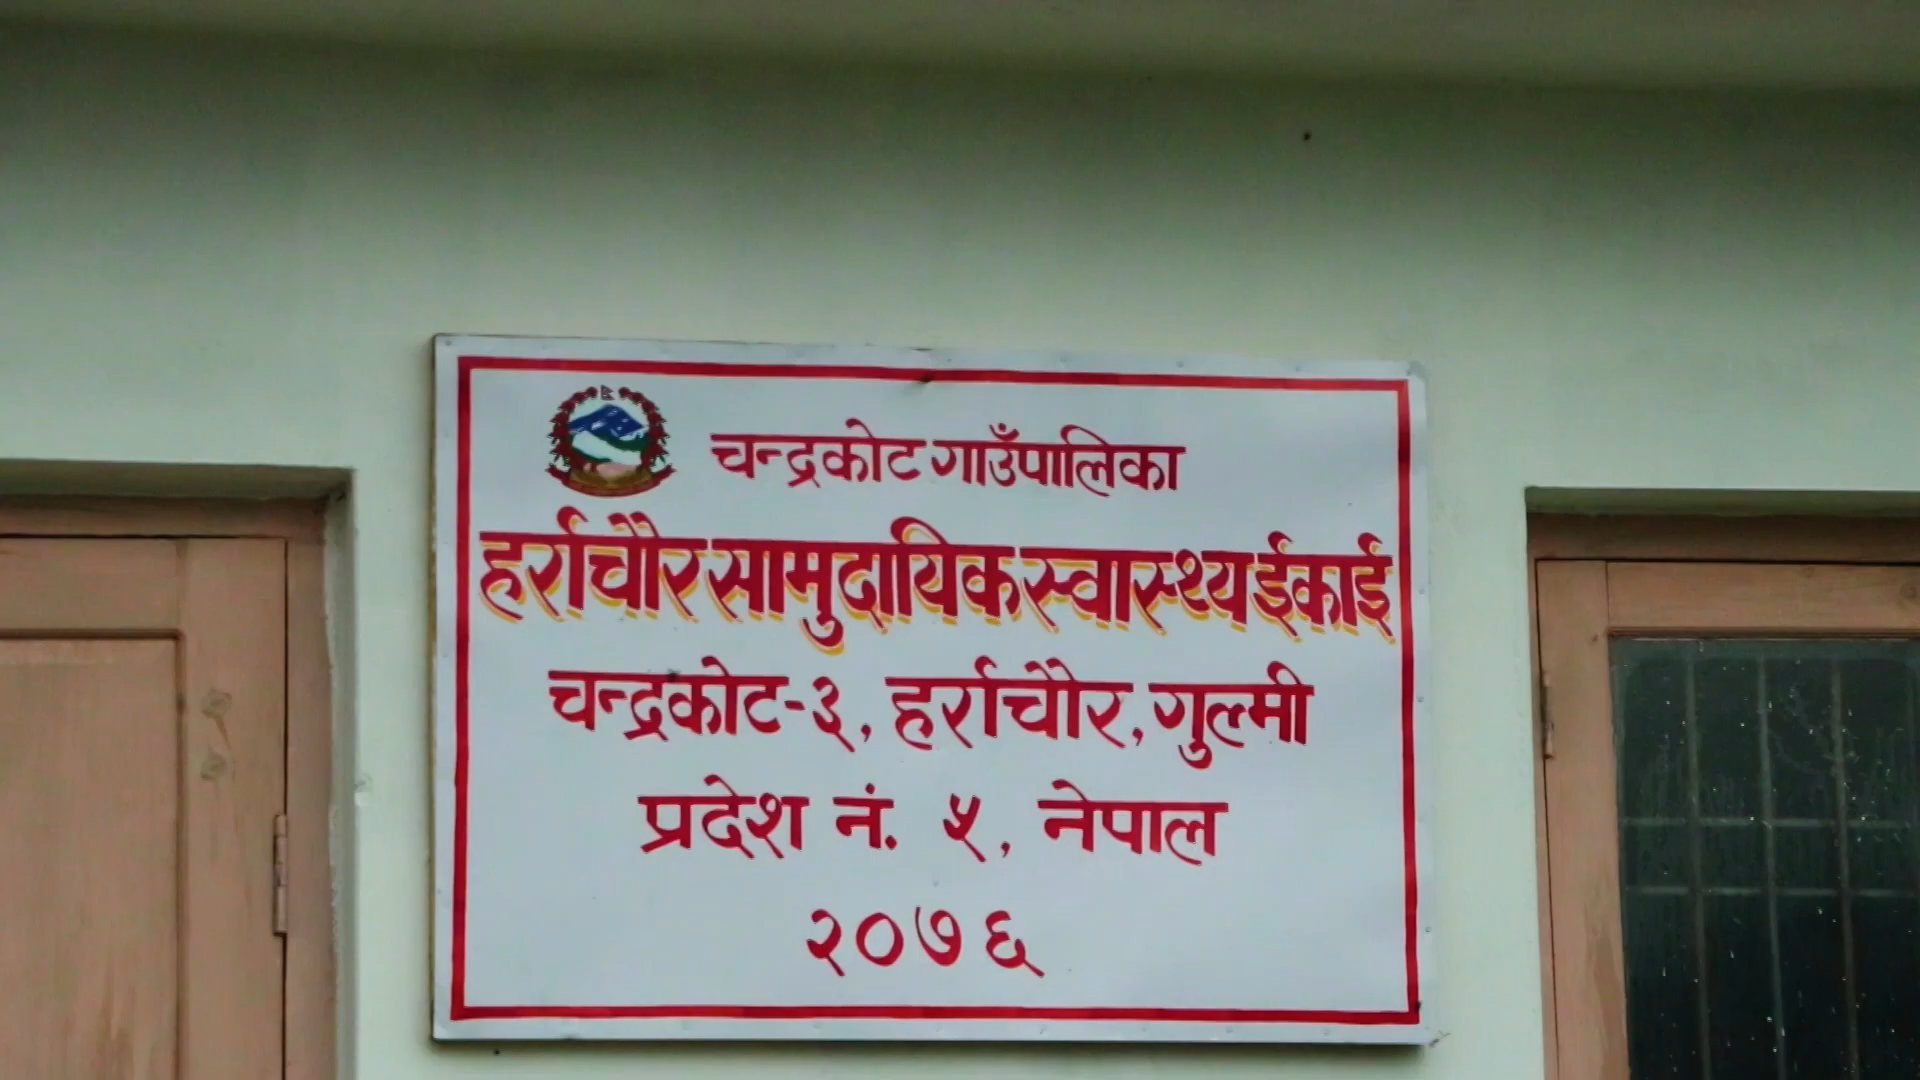 चन्द्रकोट गाउँपालिका
हर्राचौर सामुदायिक स्वास्थ्य ईकाई
चन्द्रकोट-३, हर्राचौर, गुल्मी
प्रदेश नं. ५, नेपाल
२०७६